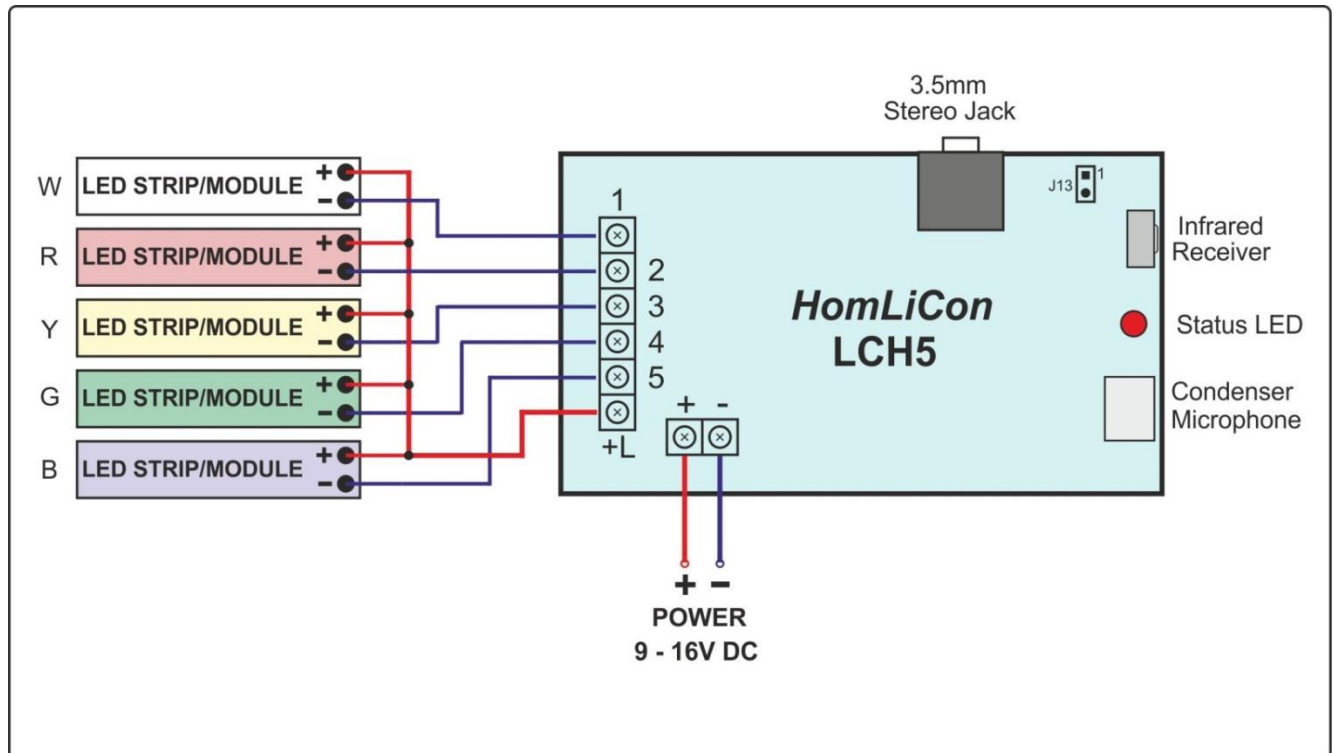 3.5mm
Stereo Jack
W
LED STRIP/MODULE
+
-
R
LED STRIP/MODULE
+
-
Y
LED STRIP/MODULE
+
-
G
LED STRIP/MODULE
+
-
B
LED STRIP/MODULE
+
-
1
2
3
4
5
+L
J13
1
HomLiCon
LCH5
Infrared
Receiver
Status LED
Condenser
Microphone
+ -
+ -
POWER
9 - 16V DC